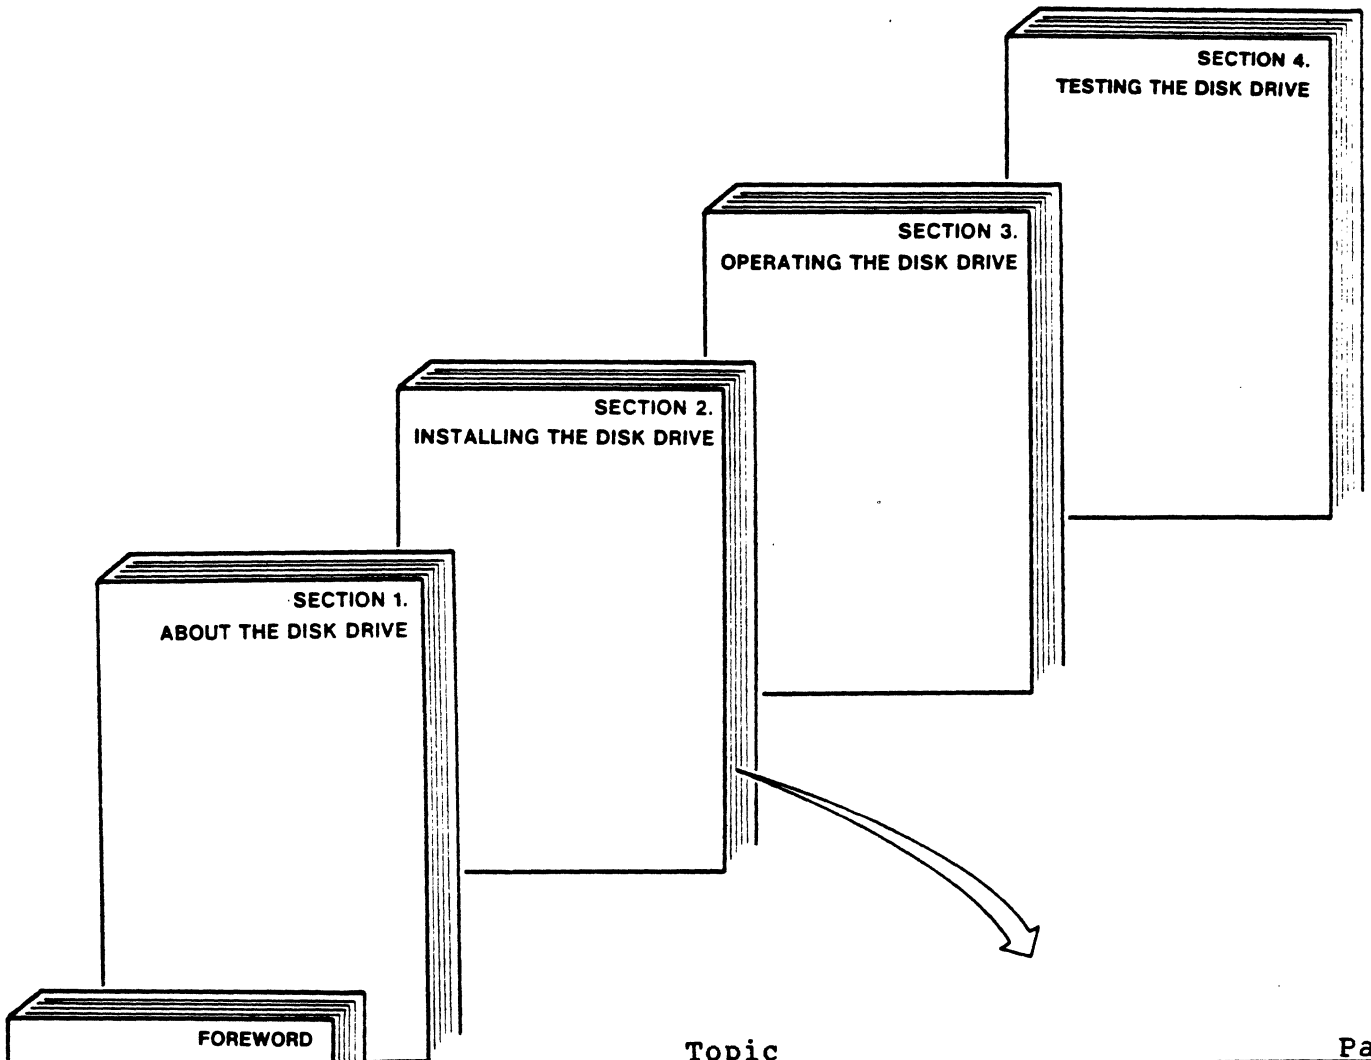 SECTION 4.
TESTING THE DISK DRIVE
SECTION 3.
OPERATING THE DISK DRIVE
SECTION 2.
INSTALLING THE DISK DRIVE
SECTION 1.
ABOUT THE DISK DRIVE
FOREWORD
Topic Pa